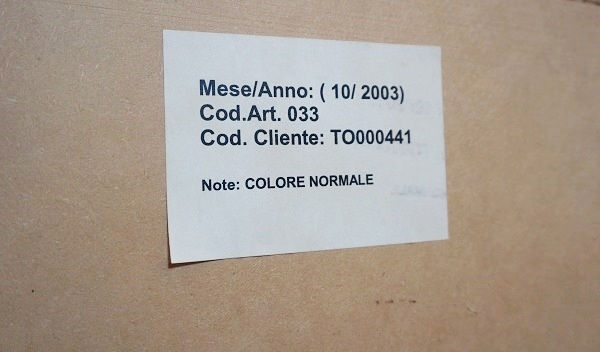 Mese/Anno: ( 10/ 2003)
Cod.Art. 033
Cod. Cliente: TO000441
Note: COLORE NORMALE